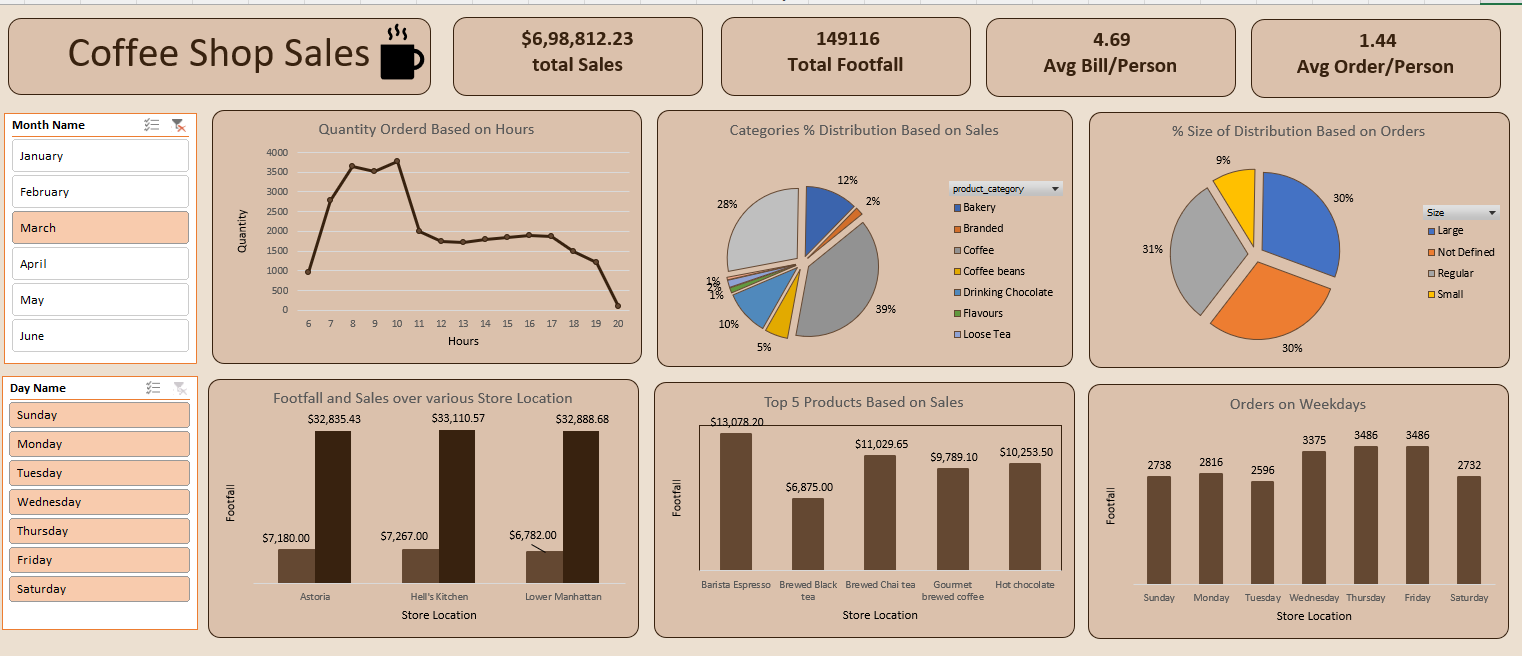 Coffee Shop Sales
$6,98,812.23
total Sales
149116
Total Footfall
4.69
Avg Bill/Person
1.44
Avg Order/Person
Month Name
January
February
March
April
May
June
Day Name
Sunday
Monday
Tuesday
Wednesday
Thursday
Friday
Saturday
Quantity Orderd Based on Hours
4000
3500
3000
2500
2000
1500
1000
500
0
Quantity
6 7 8 9 10 11 12 13 14 15 16 17 18 19 20
Hours
Categories % Distribution Based on Sales
12%
2%
39%
5%
10%
1%
2%
1%
28%
product_category
Bakery
Branded
Coffee
Coffee beans
Drinking Chocolate
Flavours
Loose Tea
% Size of Distribution Based on Orders
9%
30%
31%
30%
Size
Large
Not Defined
Regular
Small
Footfall and Sales over various Store Location
$32,835.43 $33,110.57 $32,888.68
$7,180.00 $7,267.00 $6,782.00
Footfall
Astoria Hell's Kitchen Lower Manhattan
Store Location
Top 5 Products Based on Sales
$13,078.20
$6,875.00
$11,029.65
$9,789.10
$10,253.50
Footfall
Barista Espresso Brewed Black Brewed Chai tea Gourmet Hot chocolate
tea brewed coffee
Store Location
Orders on Weekdays
2738 2816 2596 3375 3486 3486 2732
Footfall
Sunday Monday Tuesday Wednesday Thursday Friday Saturday
Store Location